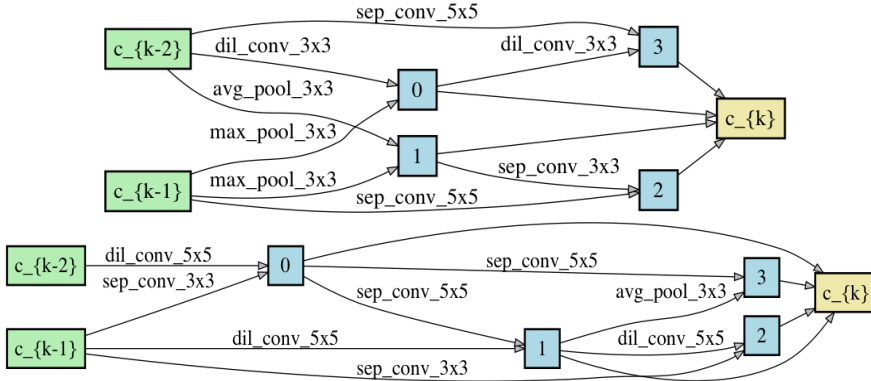 sep_conv_5x5
c_{k-2}
dil_conv_3x3
dil_conv_3x3
3
avg_pool_3x3
0
max_pool_3x3
c_{k}
1
sep_conv_3x3
c_{k-1}
max_pool_3x3
sep_conv_5x5
2
c_{k-2}
dil_conv_5x5
0
sep_conv_5x5
3
sep_conv_3x3
sep_conv_5x5
avg_pool_3x3
c_{k}
c_{k-1}
dil_conv_5x5
1
dil_conv_5x5
2
sep_conv_3x3